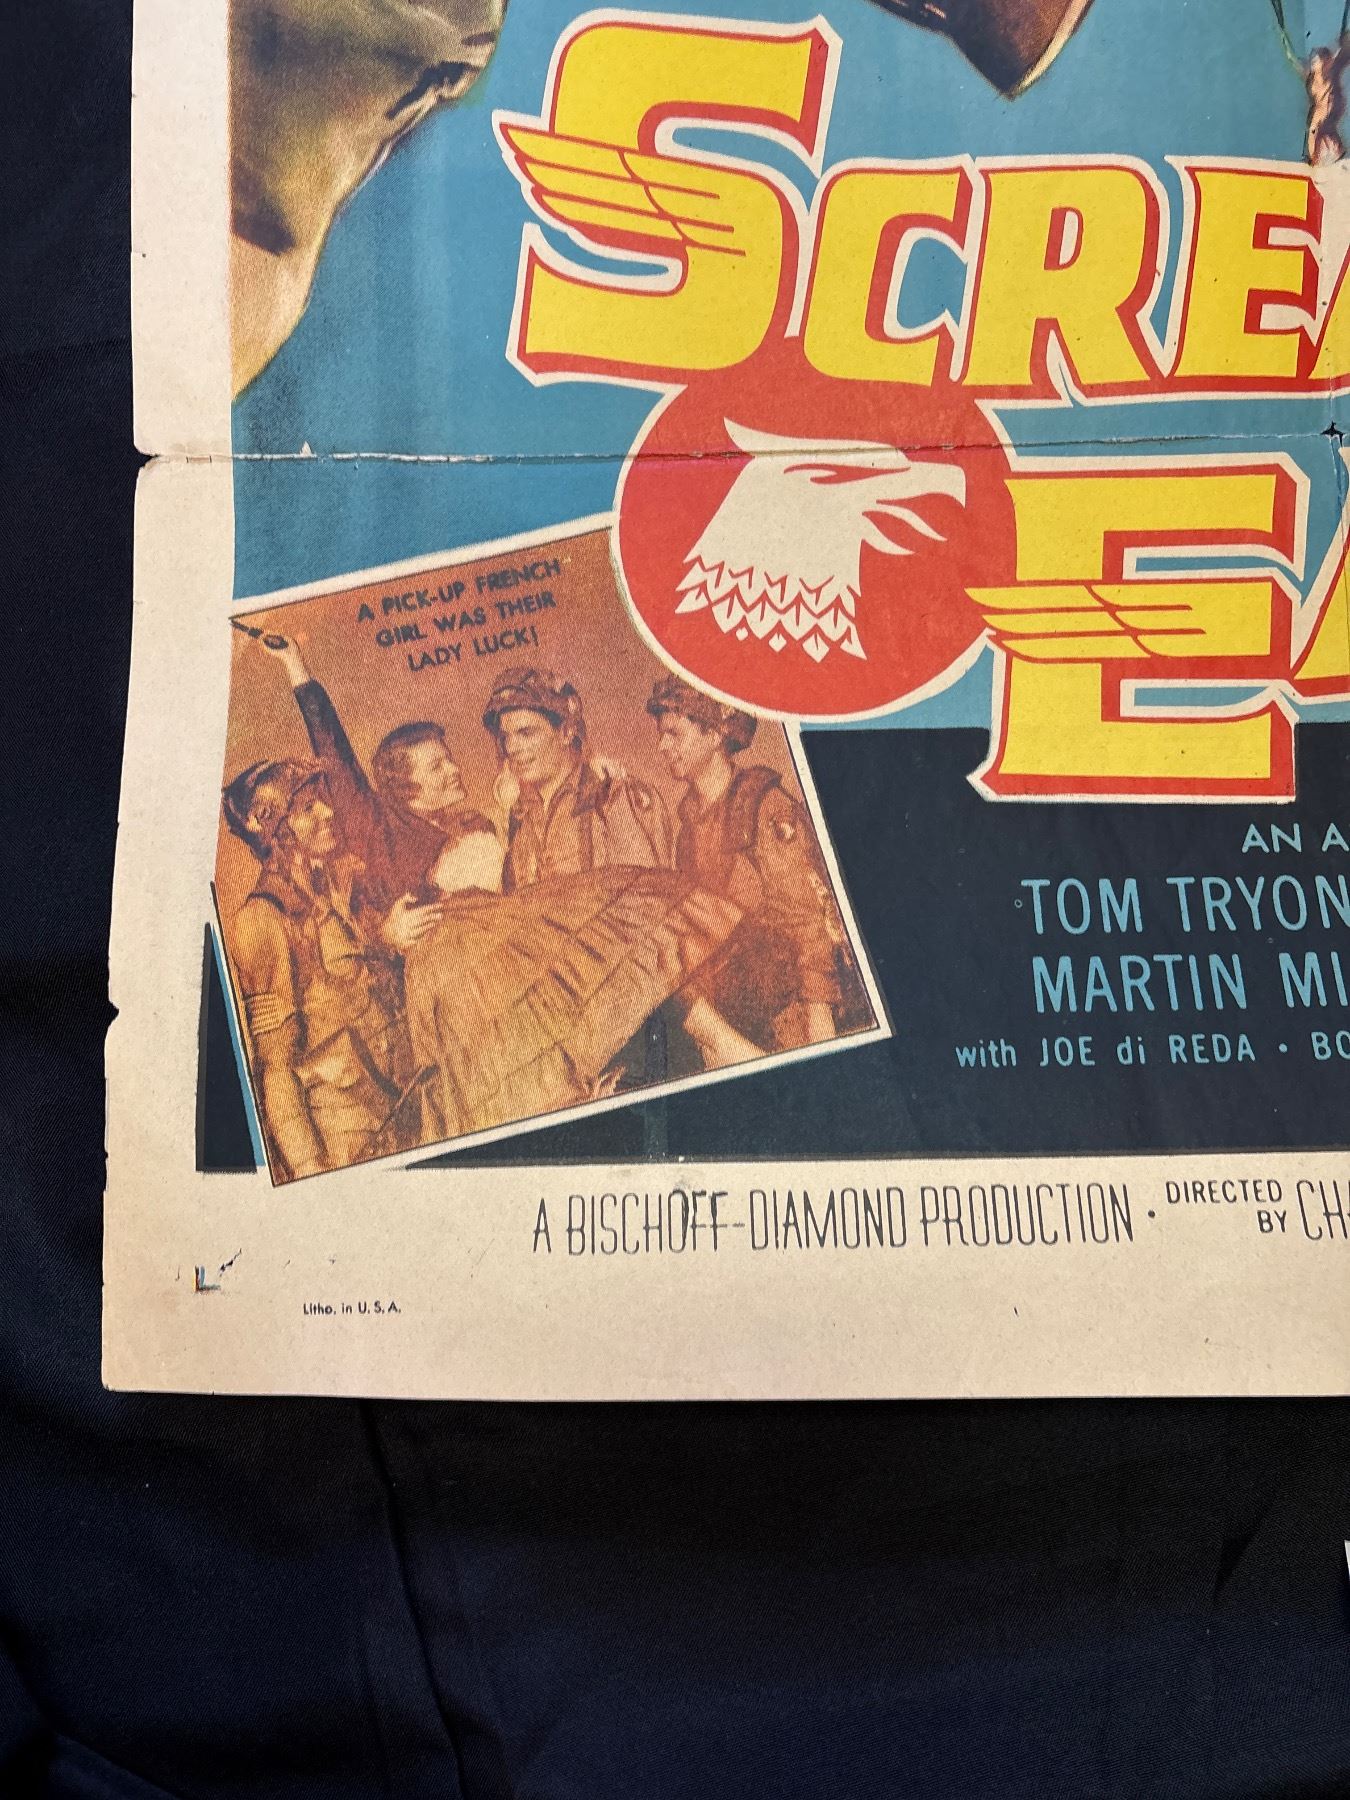 SCREA
EA
A PICK-UP FRENCH
GIRL WAS THEIR
LADY LUCK!
AN A
TOM TRYON
MARTIN MI
with JOE di REDA • BO
A BISCHOFF-DIAMOND PRODUCTION • DIRECTED BY CH
Litho. in U.S.A.